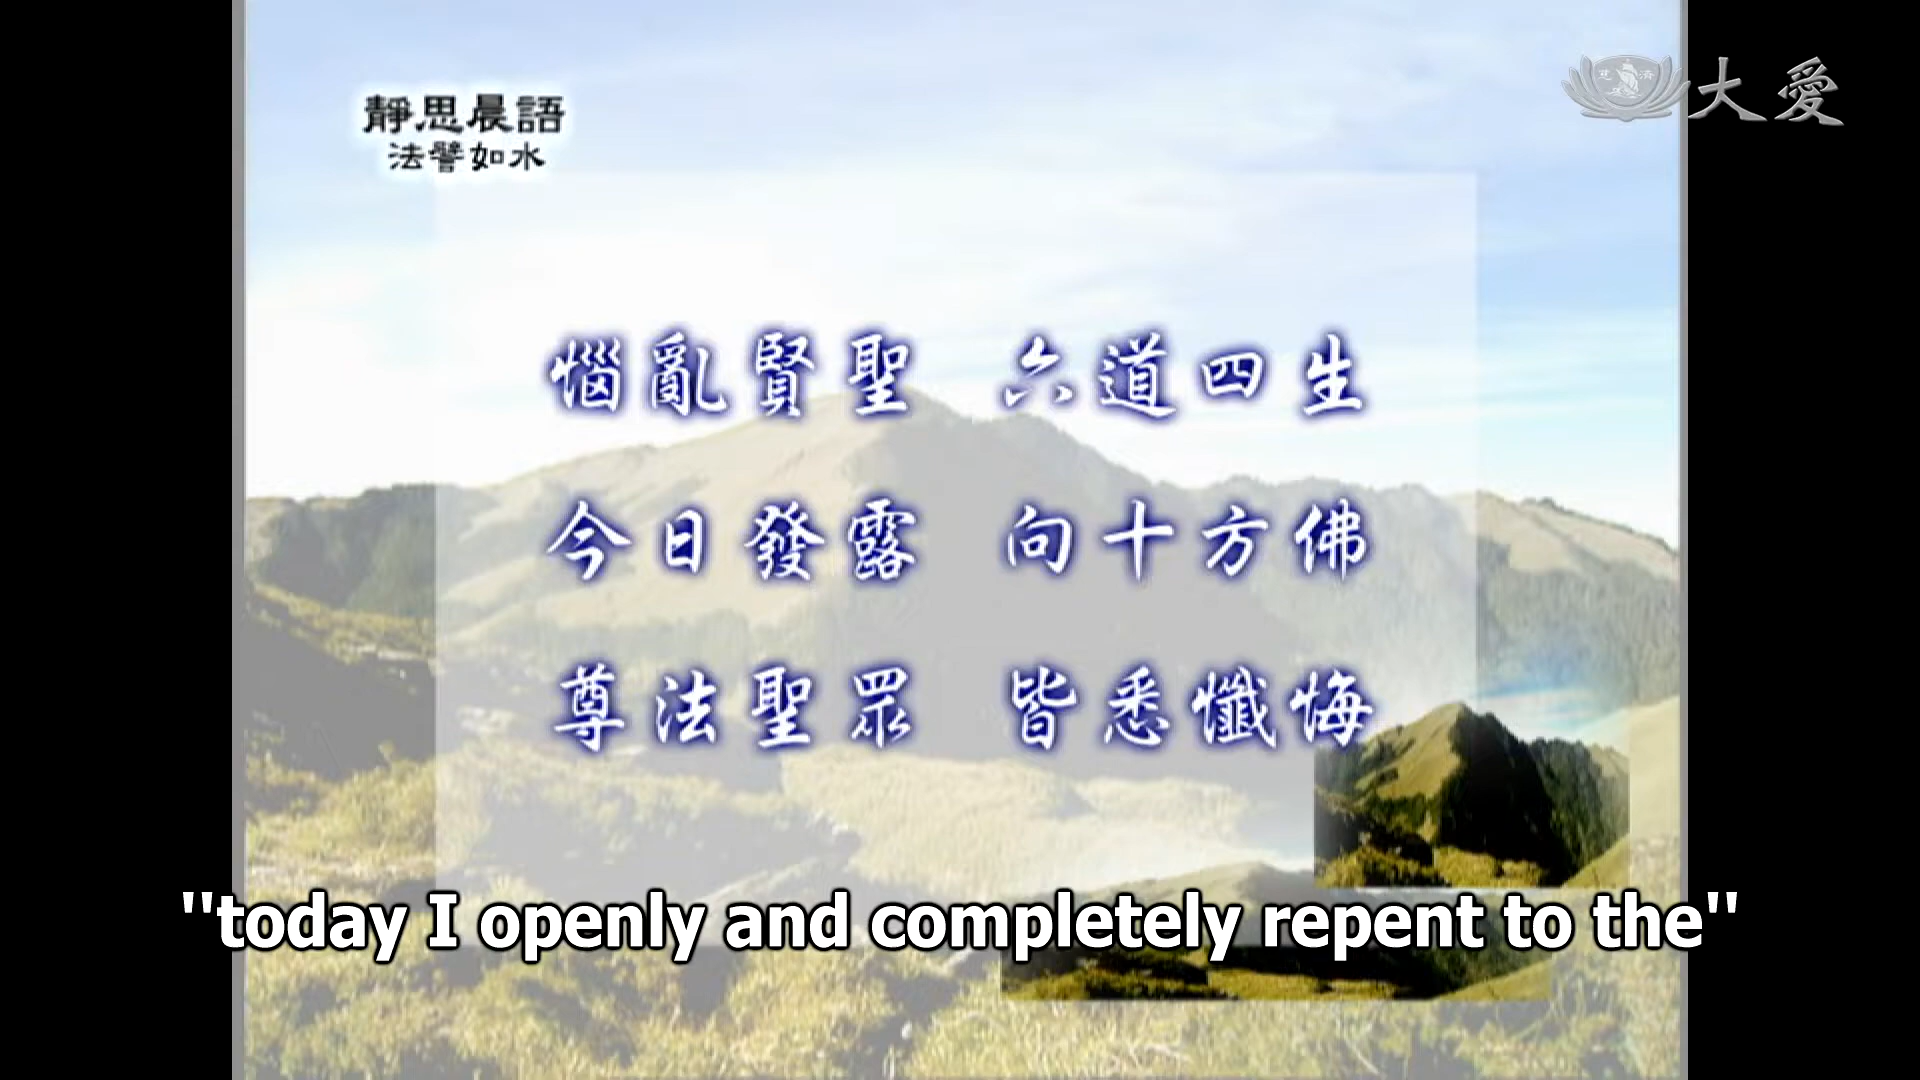 靜思晨語
法譬如水
慈濟
大愛
惱亂賢聖 六道四生
今日發露 向十方佛
尊法聖眾 皆悉懺悔
"today I openly and completely repent to the"